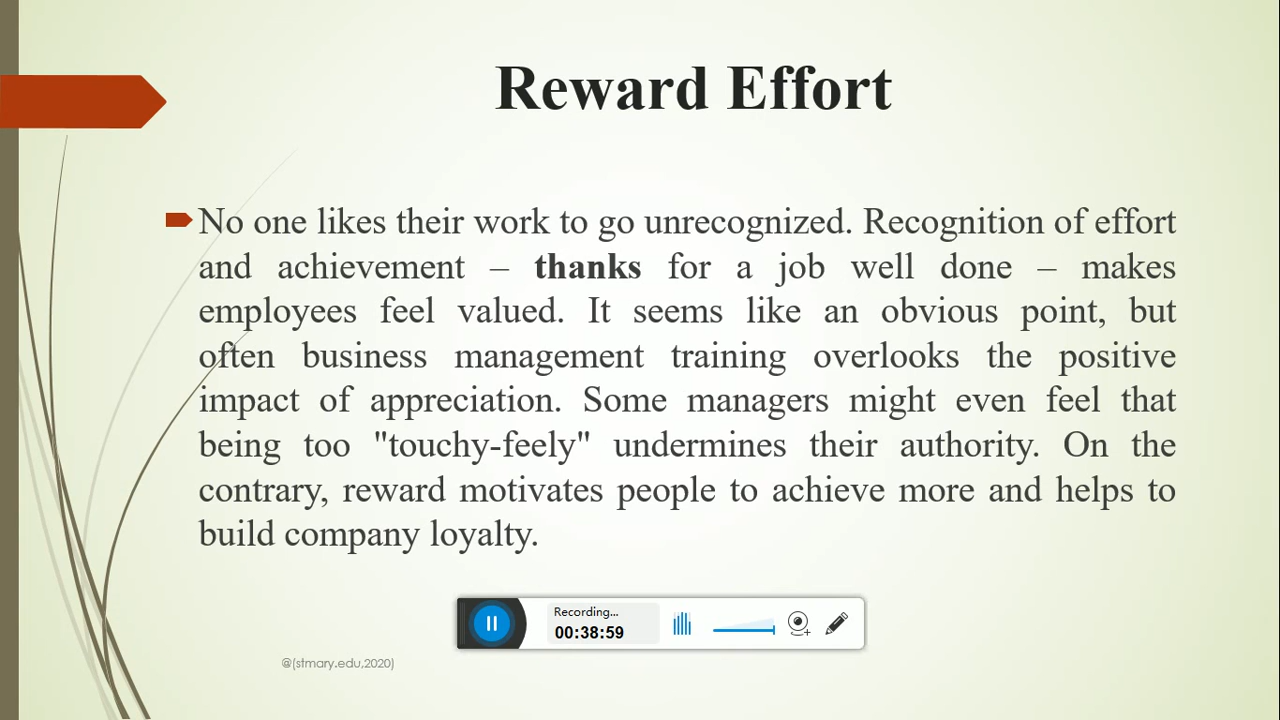 Reward Effort
No one likes their work to go unrecognized. Recognition of effort
and achievement – thanks for a job well done – makes
employees feel valued. It seems like an obvious point, but
often business management training overlooks the positive
impact of appreciation. Some managers might even feel that
being too "touchy-feely" undermines their authority. On the
contrary, reward motivates people to achieve more and helps to
build company loyalty.
Recording...
00:38:59
@(stmary.edu,2020)